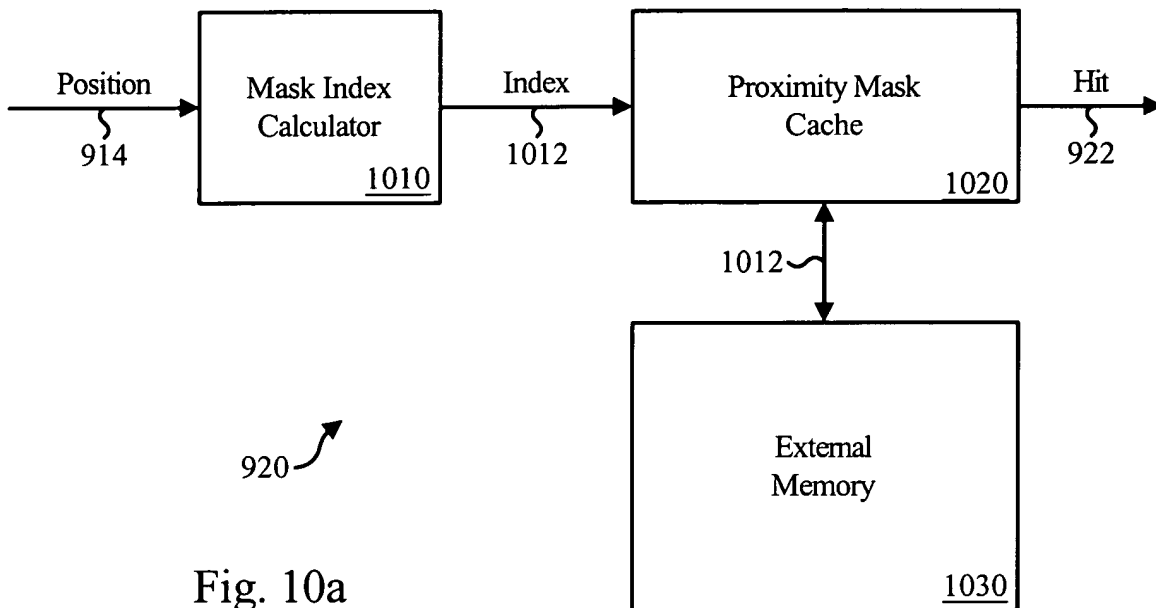 Position
914
Mask Index
Calculator
1010
Index
1012
Proximity Mask
Cache
1020
Hit
922
1012
External
Memory
1030
920
Fig. 10a